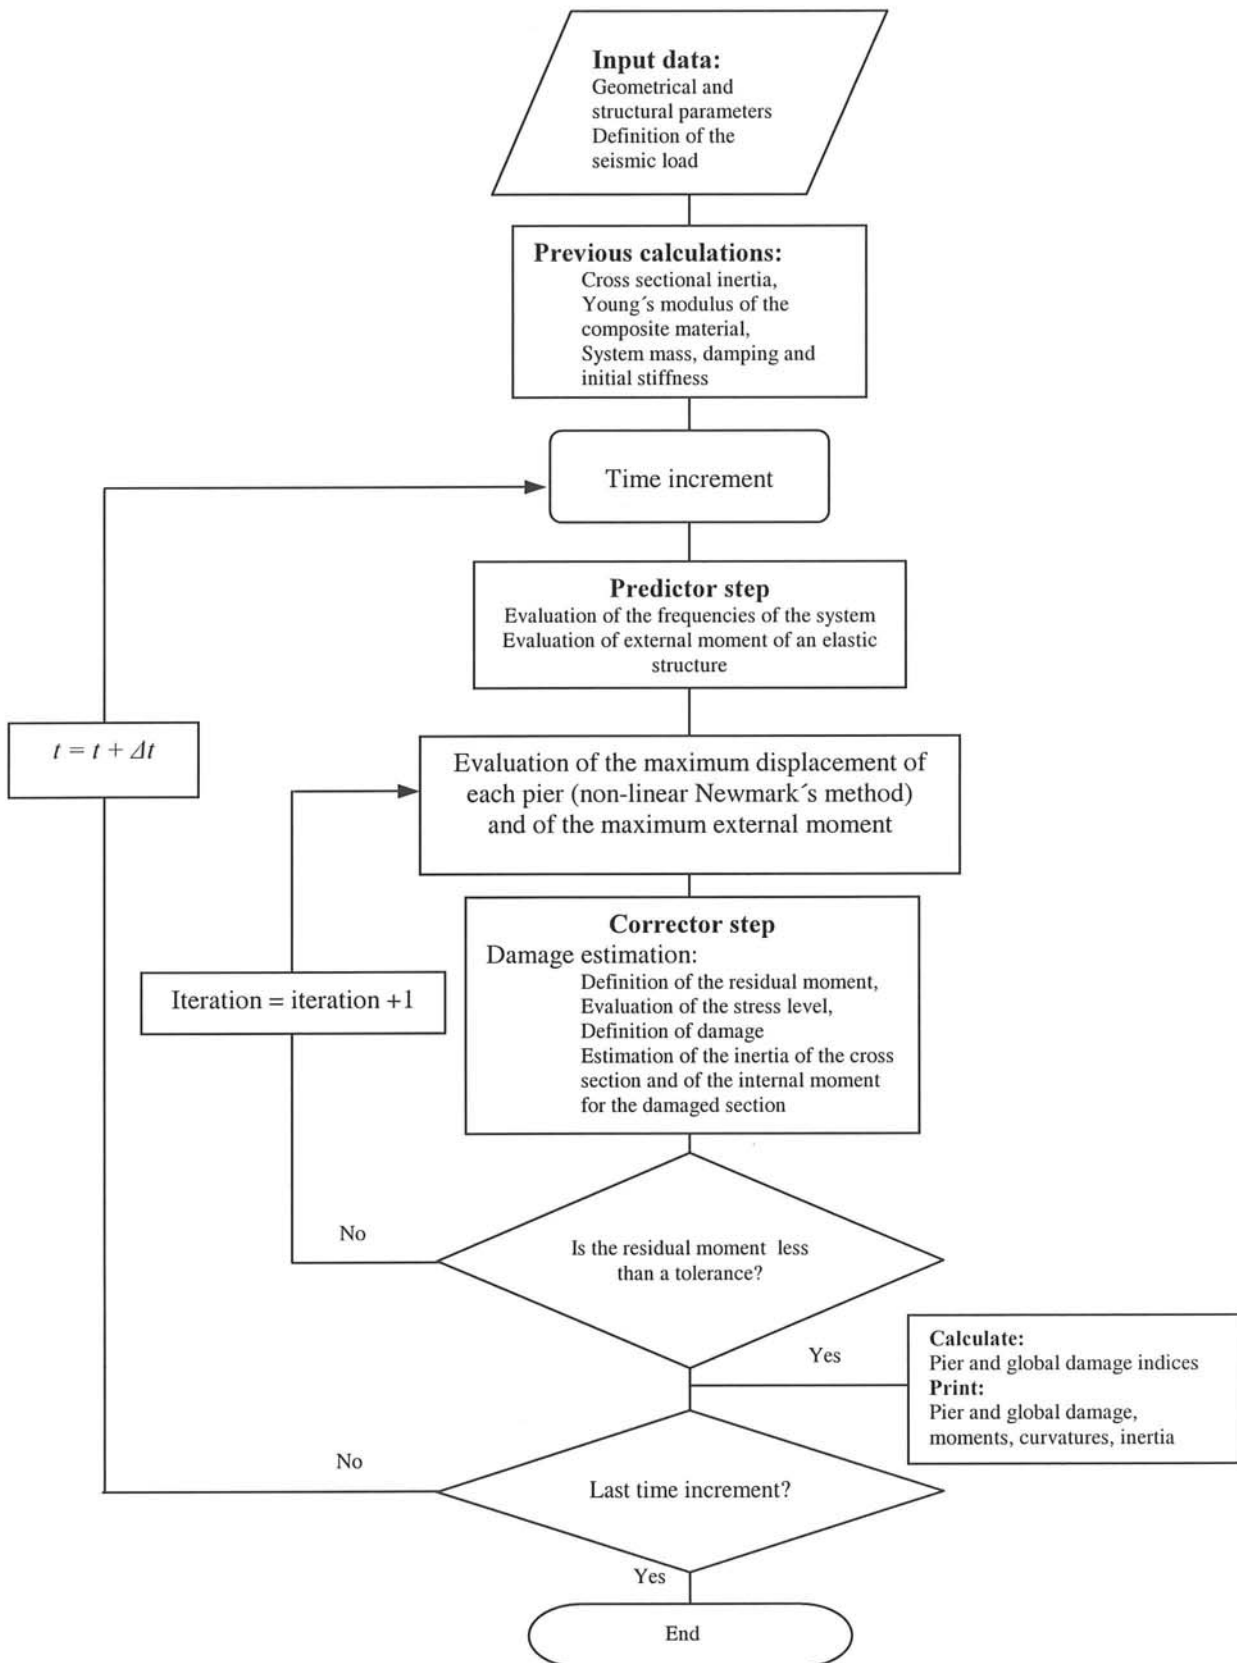 Input data:
Geometrical and
structural parameters
Definition of the
seismic load
Previous calculations:
Cross sectional inertia,
Young´s modulus of the
composite material,
System mass, damping and
initial stiffness
Time increment
Predictor step
Evaluation of the frequencies of the system
Evaluation of external moment of an elastic
structure
t = t + Δt
Evaluation of the maximum displacement of
each pier (non-linear Newmark´s method)
and of the maximum external moment
Corrector step
Damage estimation:
Definition of the residual moment,
Evaluation of the stress level,
Definition of damage
Estimation of the inertia of the cross
section and of the internal moment
for the damaged section
Iteration = iteration +1
No
Is the residual moment less
than a tolerance?
Yes
Calculate:
Pier and global damage indices
Print:
Pier and global damage,
moments, curvatures, inertia
No
Last time increment?
Yes
End